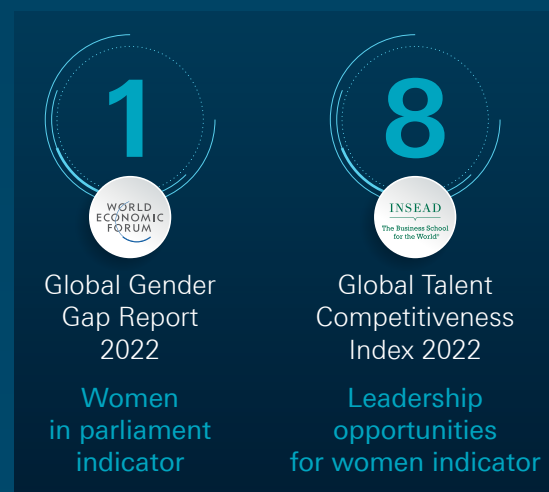 1
WORLD
ECONOMIC
FORUM
Global Gender
Gap Report
2022
Women
in parliament
indicator
8
INSEAD
The Business School
for the World®
Global Talent
Competitiveness
Index 2022
Leadership
opportunities
for women indicator